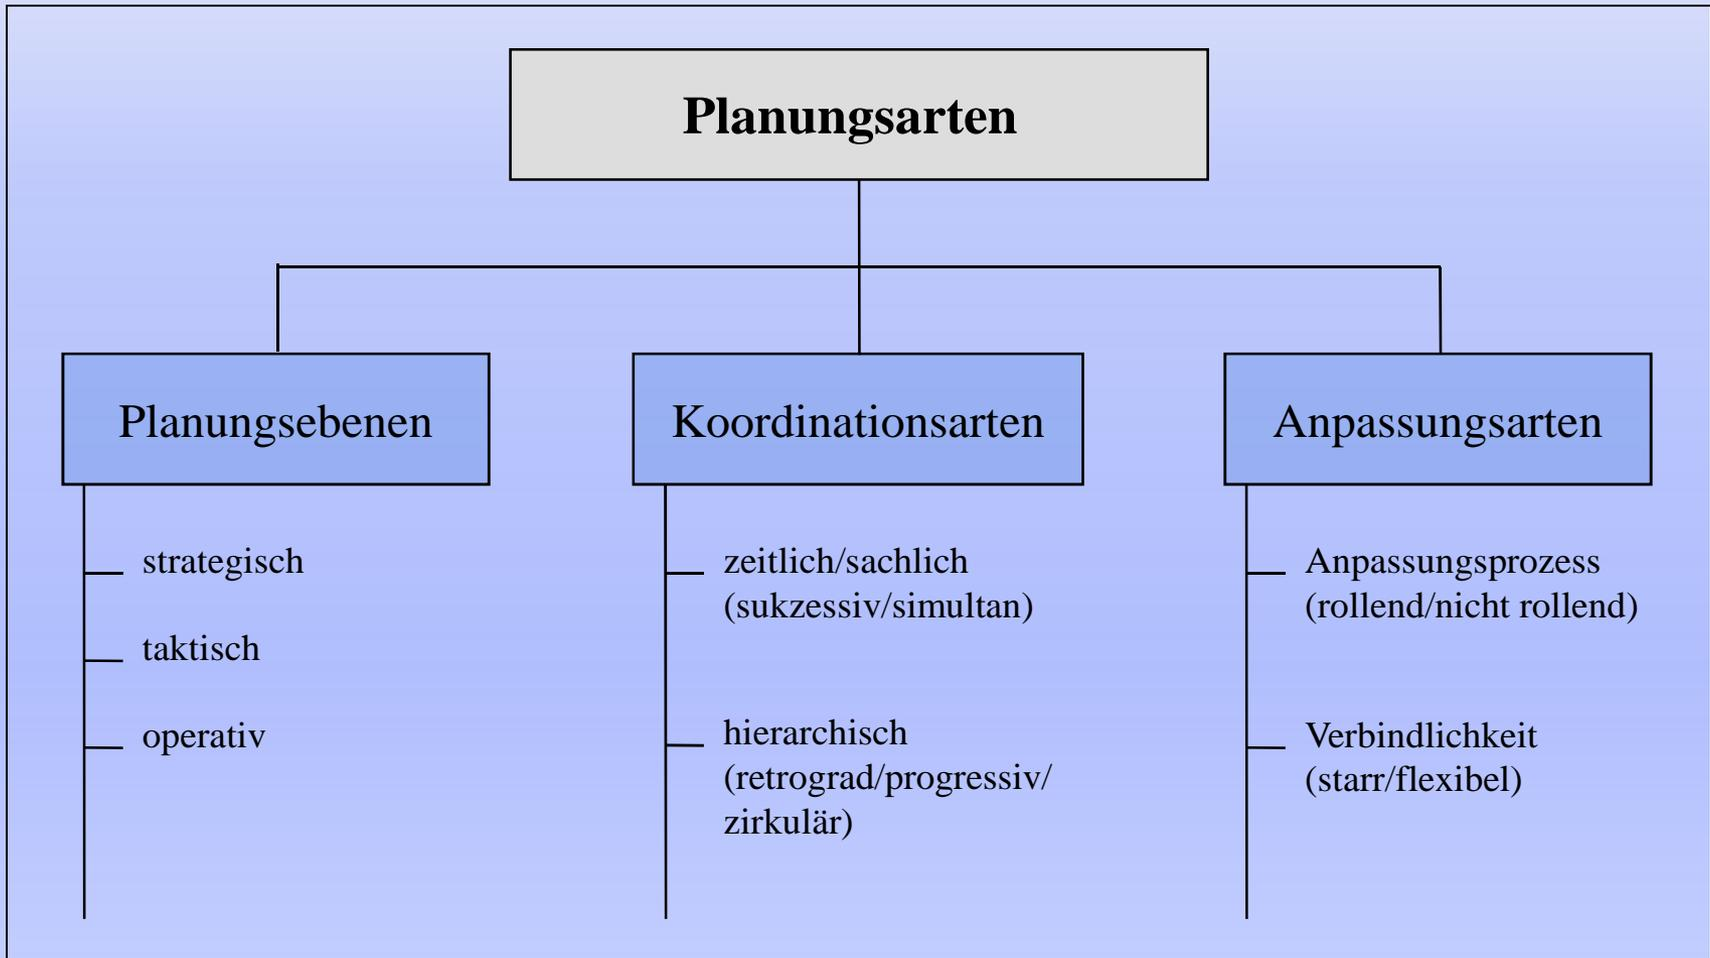 Planungsarten
Planungsebenen
strategisch
taktisch
operativ
Koordinationsarten
zeitlich/sachlich
(sukzessiv/simultan)
hierarchisch
(retrograd/progressiv/
zirkulär)
Anpassungsarten
Anpassungsprozess
(rollend/nicht rollend)
Verbindlichkeit
(starr/flexibel)